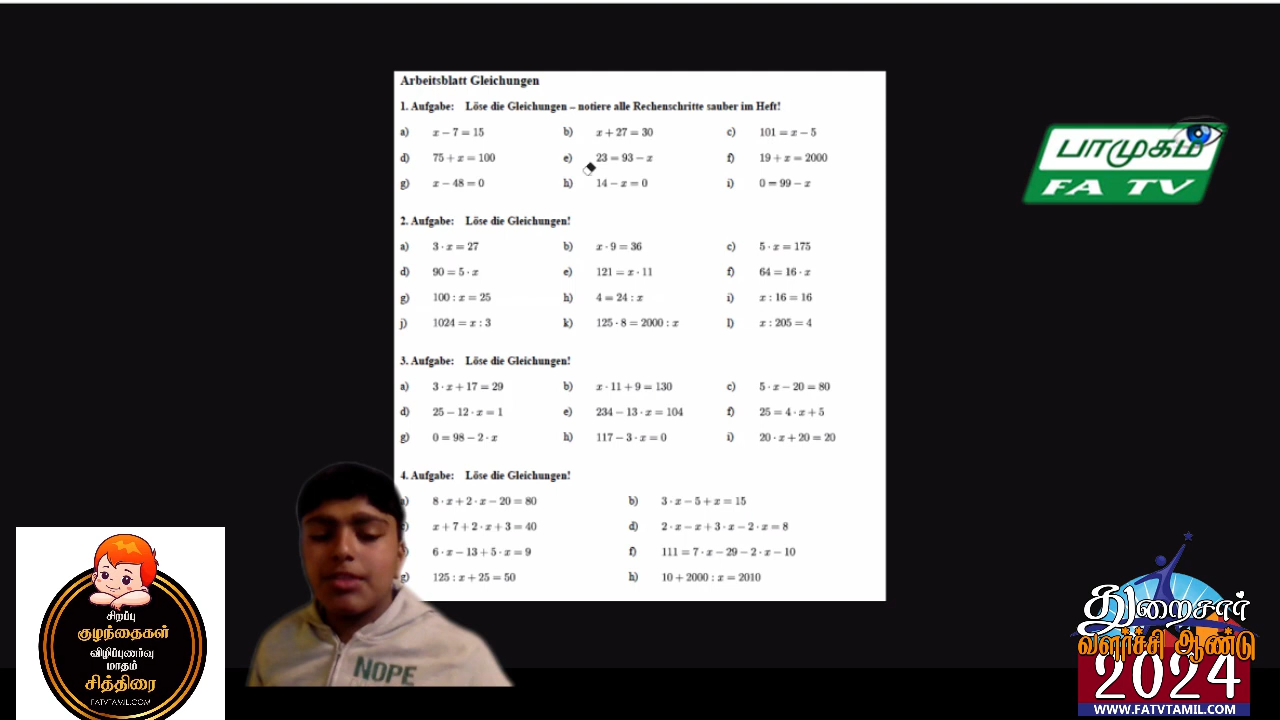 Arbeitsblatt Gleichungen
1. Aufgabe: Löse die Gleichungen – notiere alle Rechenschritte sauber im Heft!
a) x − 7 = 15 b) x + 27 = 30 c) 101 = x − 5
d) 75 + x = 100 e) 23 = 93 − x f) 19 + x = 2000
g) x − 48 = 0 h) 14 − x = 0 i) 0 = 99 − x
2. Aufgabe: Löse die Gleichungen!
a) 3 · x = 27 b) x · 9 = 36 c) 5 · x = 175
d) 90 = 5 · x e) 121 = x · 11 f) 64 = 16 · x
g) 100 : x = 25 h) 4 = 24 : x i) x : 16 = 16
j) 1024 = x : 3 k) 125 · 8 = 2000 : x l) x : 205 = 4
3. Aufgabe: Löse die Gleichungen!
a) 3 · x + 17 = 29 b) x · 11 + 9 = 130 c) 5 · x − 20 = 80
d) 25 − 12 · x = 1 e) 234 − 13 · x = 104 f) 25 = 4 · x + 5
g) 0 = 98 − 2 · x h) 117 − 3 · x = 0 i) 20 · x + 20 = 20
4. Aufgabe: Löse die Gleichungen!
8 · x + 2 · x − 20 = 80 b) 3 · x − 5 + x = 15
x + 7 + 2 · x + 3 = 40 d) 2 · x − x + 3 · x − 2 · x = 8
6 · x − 13 + 5 · x = 9 f) 111 = 7 · x − 29 − 2 · x − 10
g) 125 : x + 25 = 50 h) 10 + 2000 : x = 2010
பாமுகம்
FA TV
NOPE
சிறப்பு
குழந்தைகள்
விழிப்புணர்வு
மாதம்
சித்திரை
FATVTAMIL.COM
துறைசார்
வளர்ச்சி ஆண்டு
2024
WWW.FATVTAMIL.COM